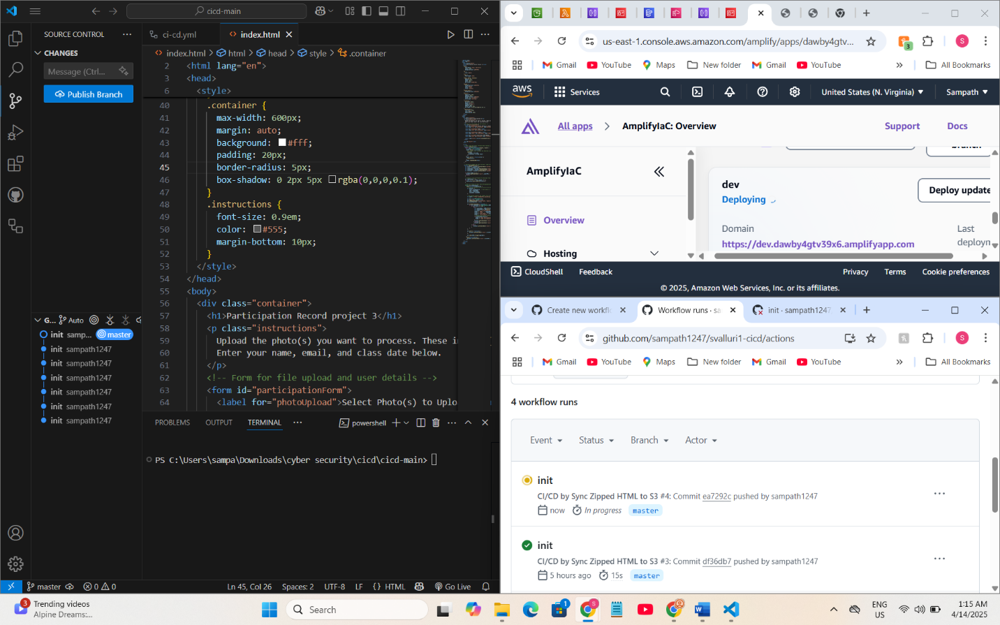 cicd-main
SOURCE CONTROL
CHANGES
Message (Ctrl...
Publish Branch
G...
Auto
init samp... master
init sampath1247
init sampath1247
init sampath1247
init sampath1247
init sampath1247
init sampath1247
ci-cd.yml
index.html
index.html > html > head > style > .container
2 <html lang="en">
3 <head>
6 <style>
40 .container {
41 max-width: 600px;
42 margin: auto;
43 background: #fff;
44 padding: 20px;
45 border-radius: 5px;
46 box-shadow: 0 2px 5px rgba(0,0,0,0.1);
47 }
48 .instructions {
49 font-size: 0.9em;
50 color: #555;
51 margin-bottom: 10px;
52 }
53 </style>
54 </head>
55 <body>
56 <div class="container">
57 <h1>Participation Record project 3</h1>
58 <p class="instructions">
59 Upload the photo(s) you want to process. These i
60 Enter your name, email, and class date below.
61 </p>
62 <!-- Form for file upload and user details -->
63 <form id="participationForm">
64 <label for="photoUpload">Select Photo(s) to Uplo
PROBLEMS OUTPUT TERMINAL ... powershell
PS C:\Users\sampa\Downloads\cyber security\cicd\cicd-main>
master
0 0
Ln 45, Col 26 Spaces: 2 UTF-8 LF {} HTML Go Live
us-east-1.console.aws.amazon.com/amplify/apps/dawby4gtv...
3
S
Gmail YouTube Maps New folder Gmail YouTube » All Bookmarks
aws Services United States (N. Virginia) Sampath
All apps > AmplifyIaC: Overview Support Docs
branch
AmplifyIaC
Overview
Hosting
dev
Deploying
Deploy update
Domain
https://dev.dawby4gtv39x6.amplifyapp.com
Last
deploym
CloudShell Feedback Privacy Terms Cookie preferences
© 2025, Amazon Web Services, Inc. or its affiliates.
Create new workfl
Workflow runs · sa
init · sampath1247
github.com/sampath1247/svalluri1-cicd/actions
S
Gmail YouTube Maps New folder Gmail YouTube » All Bookmarks
4 workflow runs
Event Status Branch Actor
init
CI/CD by Sync Zipped HTML to S3 #4: Commit ea7292c pushed by sampath1247
now In progress master
init
CI/CD by Sync Zipped HTML to S3 #3: Commit df36db7 pushed by sampath1247
5 hours ago 15s master
3
Trending videos
Alpine Dreams:...
Search
1
S
ENG
US
1:15 AM
4/14/2025